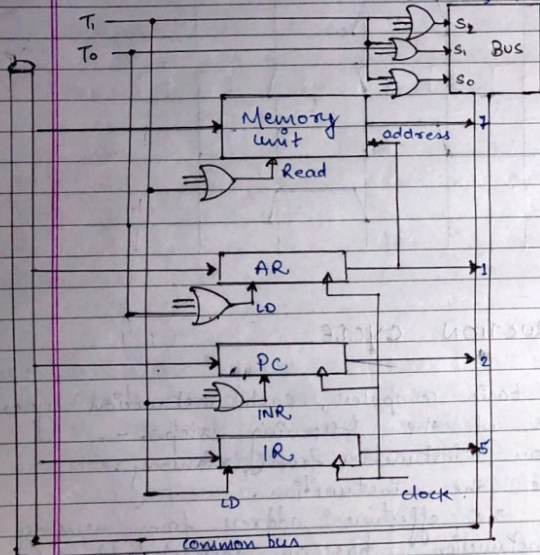 T1
T0
S2
S1 BUS
S0
Memory unit
7
address
Read
AR
1
LD
PC
2
INR
IR
5
LD
clock
common bus